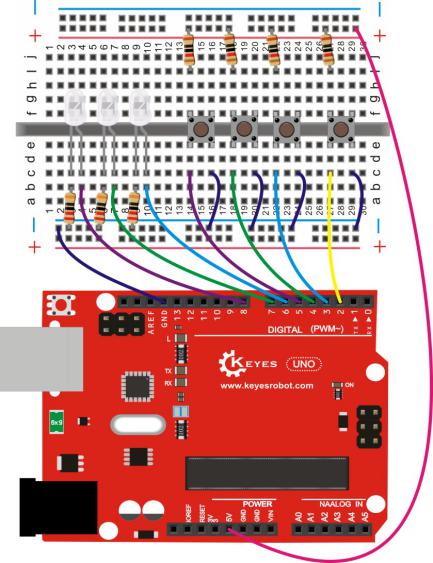 1 2 3 4 5 6 7 8 9 10 11 12 13 14 15 16 17 18 19 20 21 22 23 24 25 26 27 28 29 30
j
i
h
g
f
e
d
c
b
a
AREF
GND
13
12
11
10
9
8
7
6
5
4
3
2
TX ▶ 1
RX ▶ 0
L
DIGITAL (PWM~)
KEYES UNO
TX
RX
www.keyesrobot.com
ON
6x9
POWER
NAALOG IN
IOREF
RESET
3V
3
5V
GND
GND
VIN
A0
A1
A2
A3
A4
A5